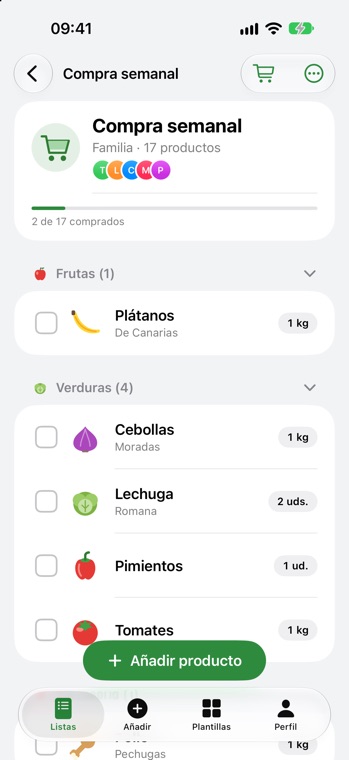 09:41
Compra semanal
Compra semanal
Familia · 17 productos
T L C M P
2 de 17 comprados
Frutas (1)
Plátanos
De Canarias
1 kg
Verduras (4)
Cebollas
Moradas
1 kg
Lechuga
Romana
2 uds.
Pimientos
1 ud.
Tomates
1 kg
+ Añadir producto
Listas
Añadir
Plantillas
Perfil
Pechugas
1 kg